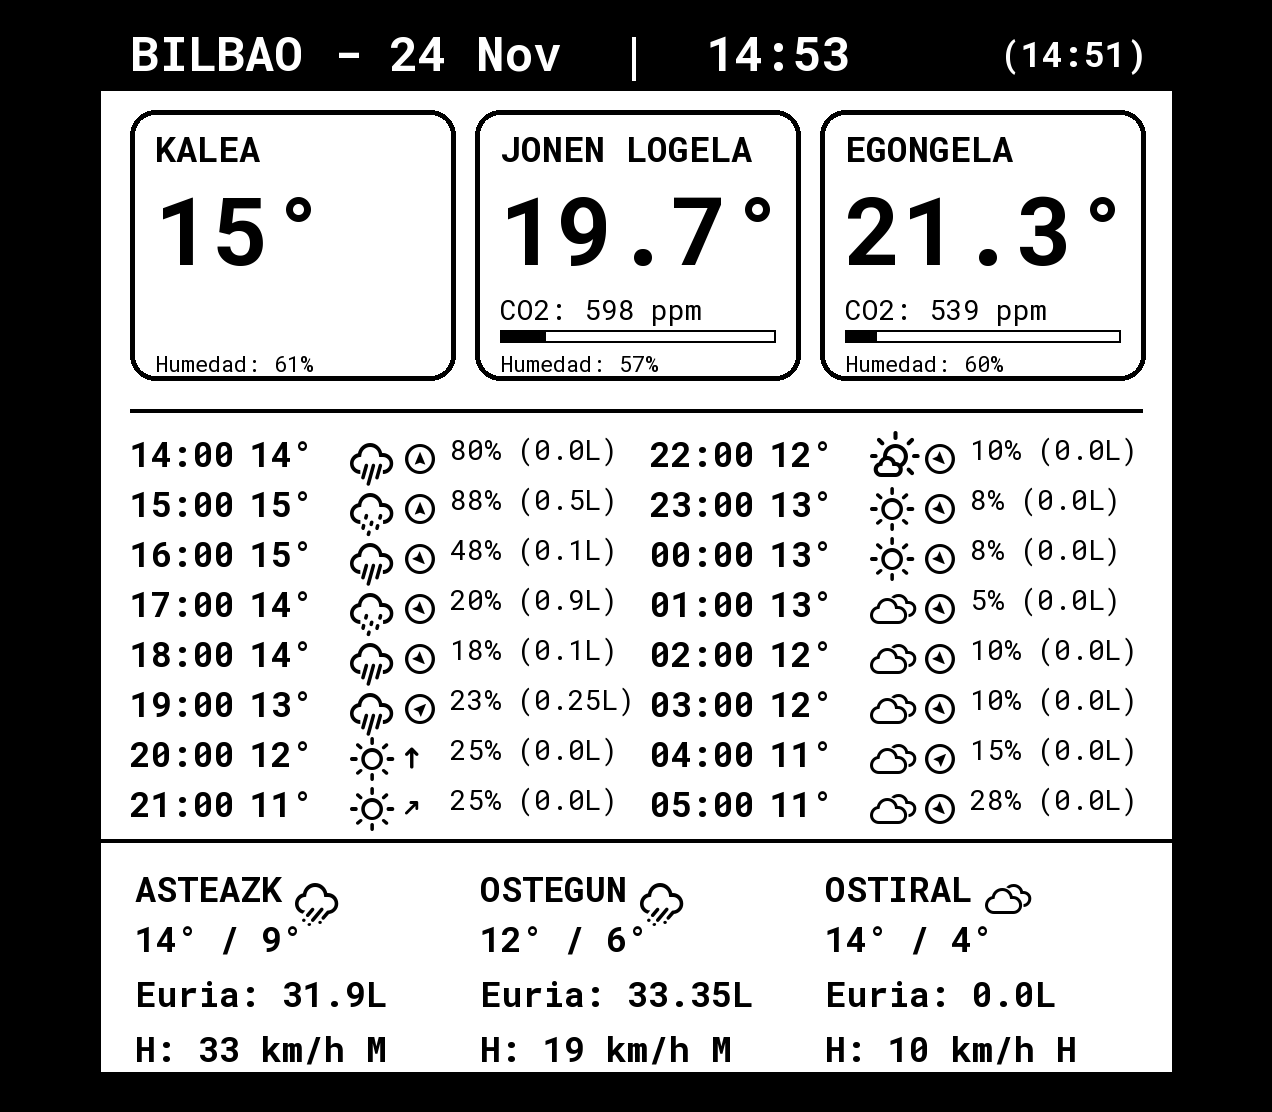 BILBAO - 24 Nov | 14:53 (14:51)
KALEA
15°
Humedad: 61%
JONEN LOGELA
19.7°
CO2: 598 ppm
Humedad: 57%
EGONGELA
21.3°
CO2: 539 ppm
Humedad: 60%
14:00 14° 80% (0.0L)
15:00 15° 88% (0.5L)
16:00 15° 48% (0.1L)
17:00 14° 20% (0.9L)
18:00 14° 18% (0.1L)
19:00 13° 23% (0.25L)
20:00 12° 25% (0.0L)
21:00 11° 25% (0.0L)
22:00 12° 10% (0.0L)
23:00 13° 8% (0.0L)
00:00 13° 8% (0.0L)
01:00 13° 5% (0.0L)
02:00 12° 10% (0.0L)
03:00 12° 10% (0.0L)
04:00 11° 15% (0.0L)
05:00 11° 28% (0.0L)
ASTEAZK
14° / 9°
Euria: 31.9L
H: 33 km/h M
OSTEGUN
12° / 6°
Euria: 33.35L
H: 19 km/h M
OSTIRAL
14° / 4°
Euria: 0.0L
H: 10 km/h H